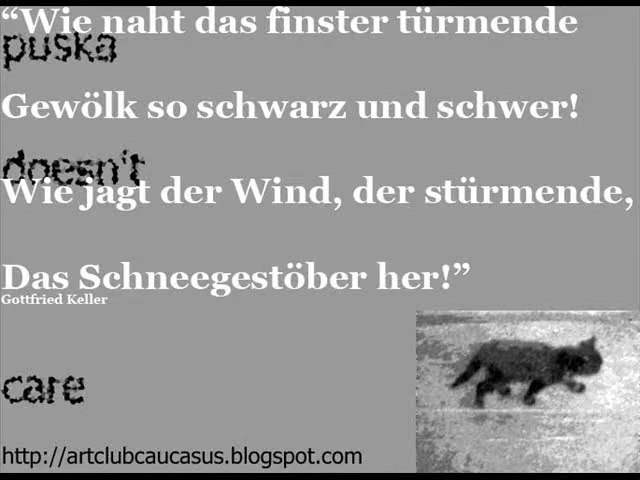 “Wie naht das finster türmende
puska
Gewölk so schwarz und schwer!
doesn't
Wie jagt der Wind, der stürmende,
Das Schneegestöber her!”
Gottfried Keller
care
http://artclubcaucasus.blogspot.com